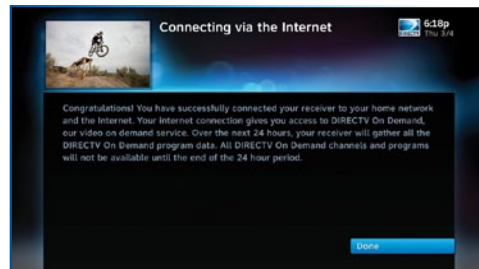 Connecting via the Internet
DIRECTV
6:18p
Thu 3/4
Congratulations! You have successfully connected your receiver to your home network
and the Internet. Your internet connection gives you access to DIRECTV On Demand,
our video on demand service. Over the next 24 hours, your receiver will gather all the
DIRECTV On Demand program data. All DIRECTV On Demand channels and programs
will not be available until the end of the 24 hour period.
Done